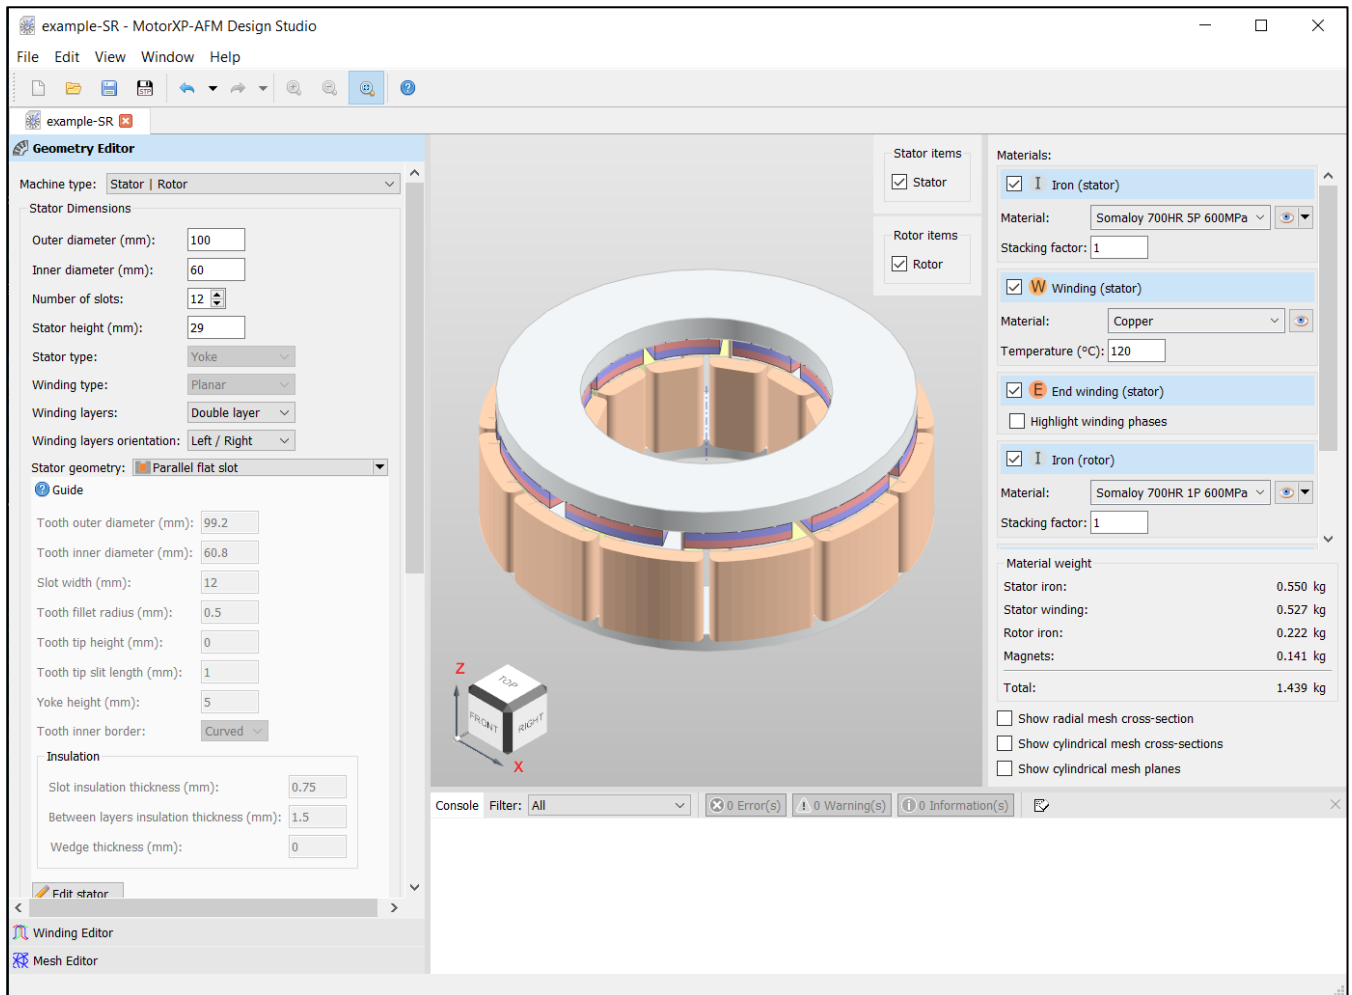 example-SR - MotorXP-AFM Design Studio
File Edit View Window Help
STP
example-SR
Geometry Editor
Machine type: Stator | Rotor
Stator Dimensions
Outer diameter (mm): 100
Inner diameter (mm): 60
Number of slots: 12
Stator height (mm): 29
Stator type: Yoke
Winding type: Planar
Winding layers: Double layer
Winding layers orientation: Left / Right
Stator geometry: Parallel flat slot
Guide
Tooth outer diameter (mm): 99.2
Tooth inner diameter (mm): 60.8
Slot width (mm): 12
Tooth fillet radius (mm): 0.5
Tooth tip height (mm): 0
Tooth tip slit length (mm): 1
Yoke height (mm): 5
Tooth inner border: Curved
Insulation
Slot insulation thickness (mm): 0.75
Between layers insulation thickness (mm): 1.5
Wedge thickness (mm): 0
Edit stator
Winding Editor
Mesh Editor
Stator items
Stator
Rotor items
Rotor
Z
TOP
FRONT
RIGHT
X
Console Filter: All 0 Error(s) 0 Warning(s) 0 Information(s)
Materials:
I Iron (stator)
Material: Somaloy 700HR 5P 600MPa
Stacking factor: 1
W Winding (stator)
Material: Copper
Temperature (ºC): 120
E End winding (stator)
Highlight winding phases
I Iron (rotor)
Material: Somaloy 700HR 1P 600MPa
Stacking factor: 1
Material weight
Stator iron: 0.550 kg
Stator winding: 0.527 kg
Rotor iron: 0.222 kg
Magnets: 0.141 kg
Total: 1.439 kg
Show radial mesh cross-section
Show cylindrical mesh cross-sections
Show cylindrical mesh planes